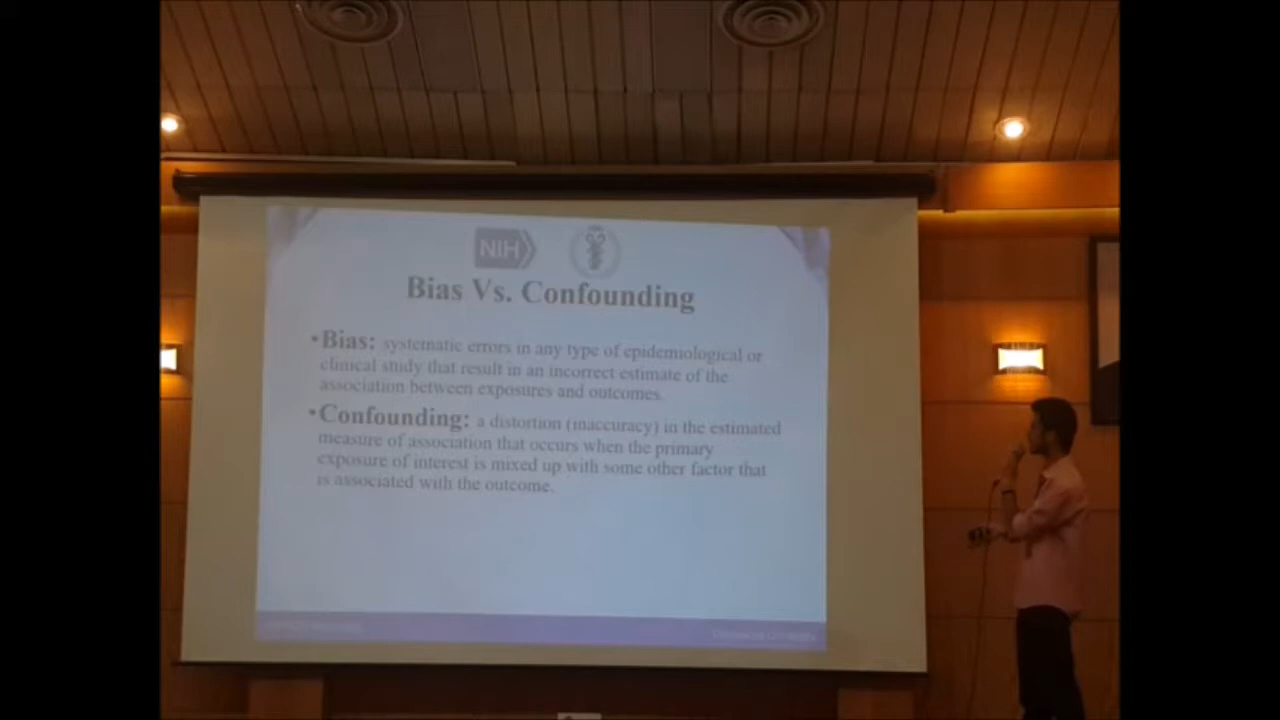 NIH
Bias Vs. Confounding
•Bias: systematic errors in any type of epidemiological or
clinical study that result in an incorrect estimate of the
association between exposures and outcomes.
•Confounding: a distortion (inaccuracy) in the estimated
measure of association that occurs when the primary
exposure of interest is mixed up with some other factor that
is associated with the outcome.